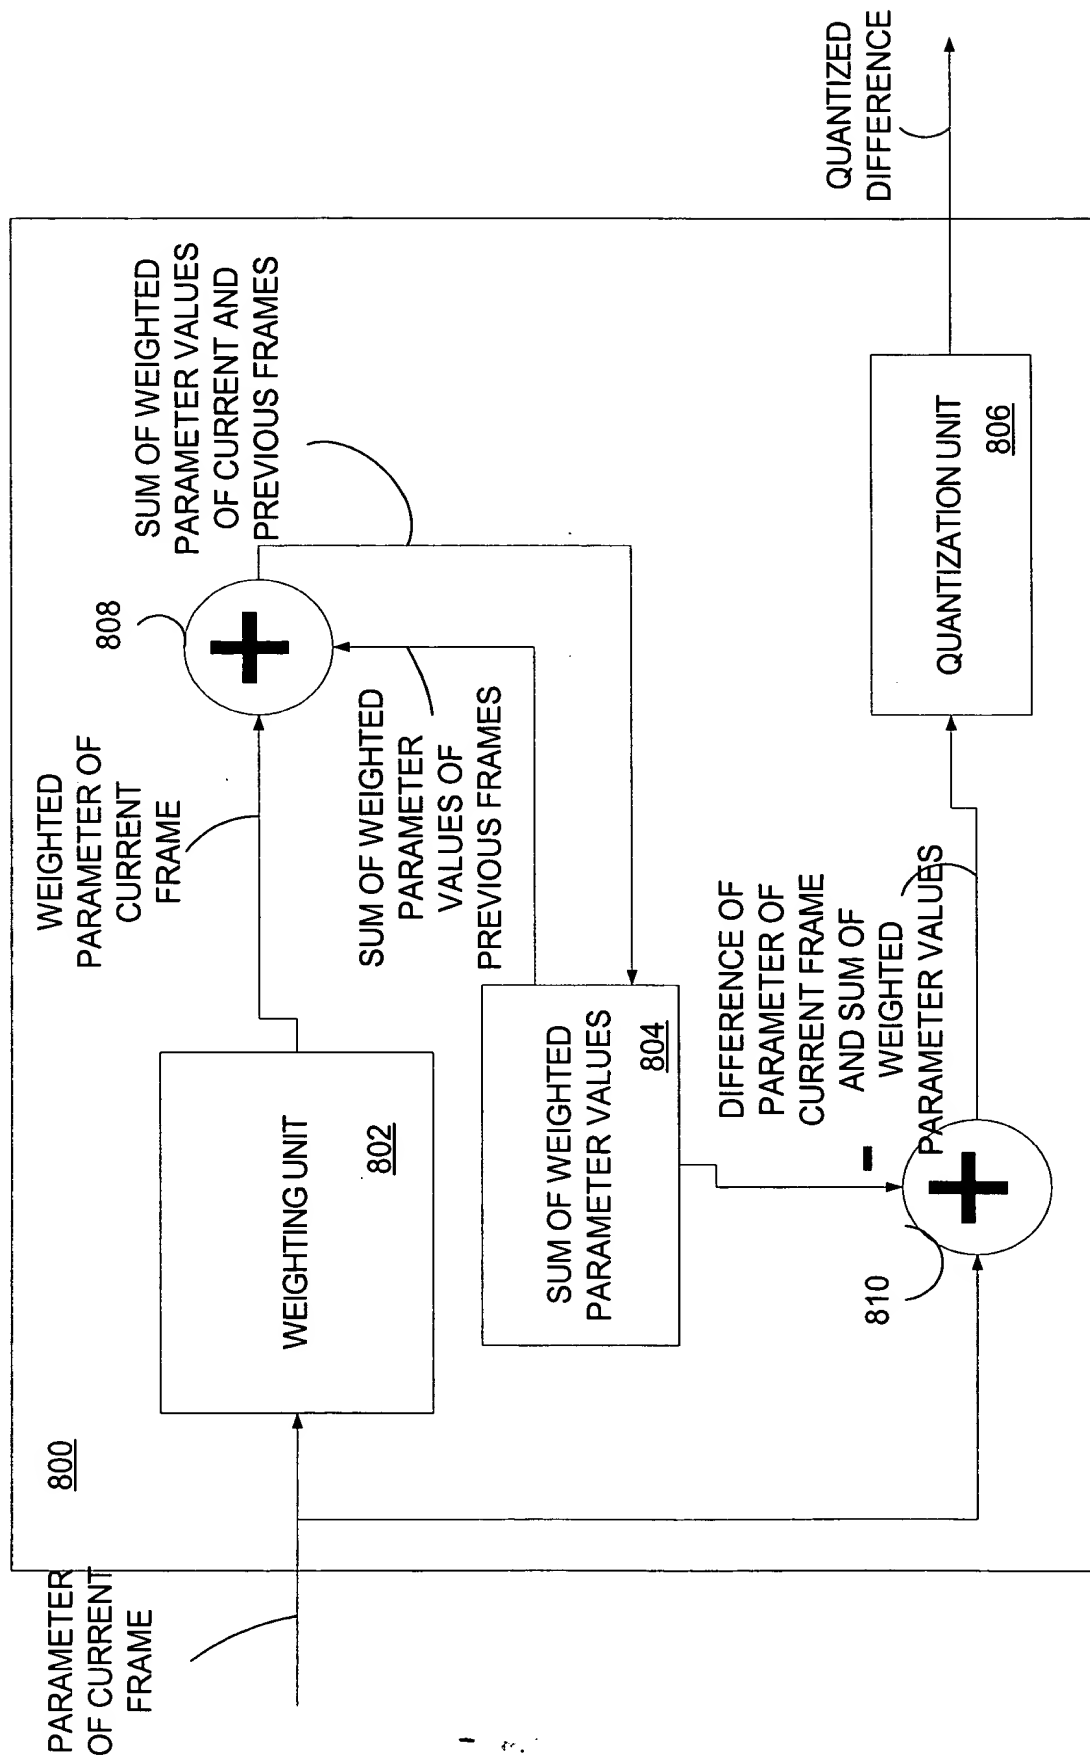 PARAMETER
OF CURRENT
FRAME
800
WEIGHTING UNIT
802
WEIGHTED
PARAMETER OF
CURRENT
FRAME
808
+
SUM OF WEIGHTED
PARAMETER VALUES
OF CURRENT AND
PREVIOUS FRAMES
SUM OF WEIGHTED
PARAMETER
VALUES OF
PREVIOUS FRAMES
SUM OF WEIGHTED
PARAMETER VALUES
804
810
-
+
DIFFERENCE OF
PARAMETER OF
CURRENT FRAME
AND SUM OF
WEIGHTED
PARAMETER VALUES
QUANTIZATION UNIT
806
QUANTIZED
DIFFERENCE